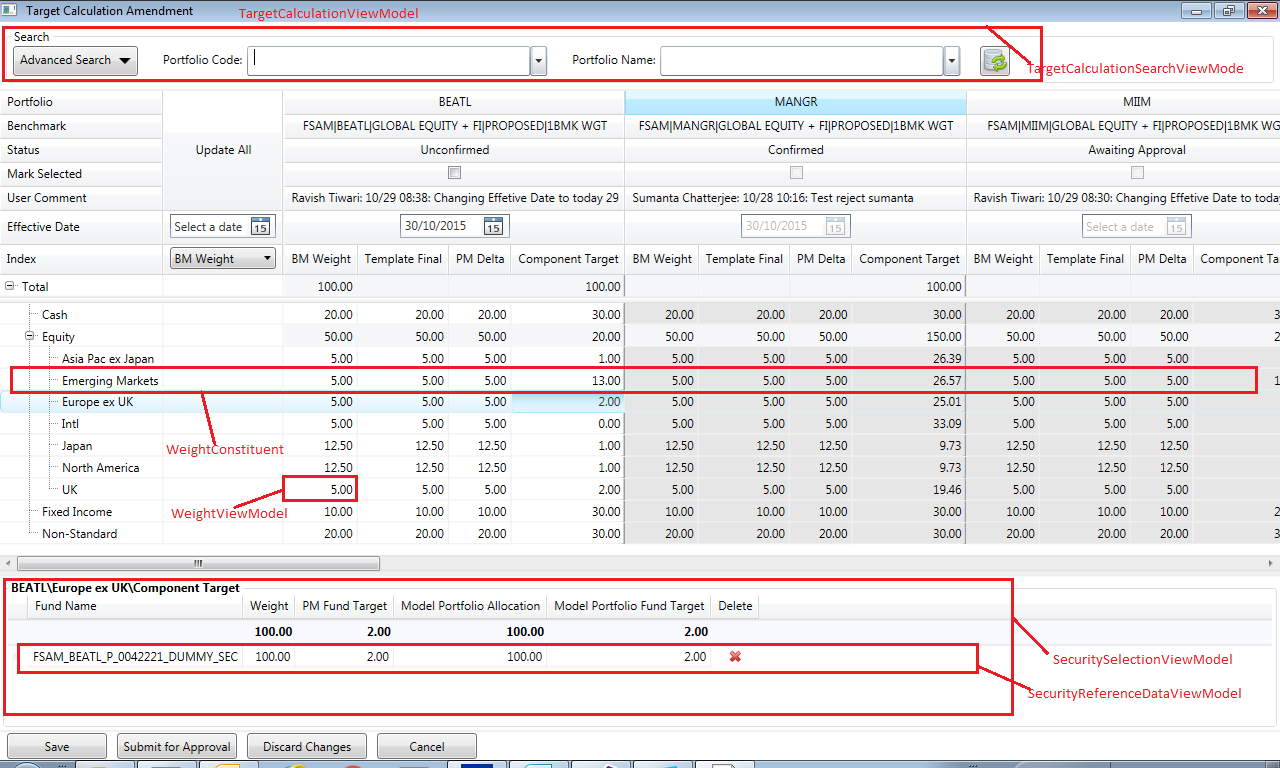 Target Calculation Amendment TargetCalculationViewModel
Search
Advanced Search Portfolio Code: Portfolio Name: TargetCalculationSearchViewMode
Portfolio BEATL MANGR MIIM
Benchmark FSAM|BEATL|GLOBAL EQUITY + FI|PROPOSED|1BMK WGT FSAM|MANGR|GLOBAL EQUITY + FI|PROPOSED|1BMK WGT FSAM|MIIM|GLOBAL EQUITY + FI|PROPOSED|1BMK WG
Status Update All Unconfirmed Confirmed Awaiting Approval
Mark Selected
User Comment Ravish Tiwari: 10/29 08:38: Changing Effetive Date to today 29 Sumanta Chatterjee: 10/28 10:16: Test reject sumanta Ravish Tiwari: 10/29 08:30: Changing Effetive Date to today
Effective Date Select a date 15 30/10/2015 15 30/10/2015 15 Select a date 15
Index BM Weight BM Weight Template Final PM Delta Component Target BM Weight Template Final PM Delta Component Target BM Weight Template Final PM Delta Component Ta
Total 100.00 100.00 100.00
Cash 20.00 20.00 20.00 30.00 20.00 20.00 20.00 30.00 20.00 20.00 20.00 3
Equity 50.00 50.00 50.00 20.00 50.00 50.00 50.00 150.00 50.00 50.00 50.00 2
Asia Pac ex Japan 5.00 5.00 5.00 1.00 5.00 5.00 5.00 26.39 5.00 5.00 5.00
Emerging Markets 5.00 5.00 5.00 13.00 5.00 5.00 5.00 26.57 5.00 5.00 5.00 1
Europe ex UK 5.00 5.00 5.00 2.00 5.00 5.00 5.00 25.01 5.00 5.00 5.00
Intl 5.00 5.00 5.00 0.00 5.00 5.00 5.00 33.09 5.00 5.00 5.00
Japan WeightConstituent 12.50 12.50 12.50 1.00 12.50 12.50 12.50 9.73 12.50 12.50 12.50
North America 12.50 12.50 12.50 1.00 12.50 12.50 12.50 9.73 12.50 12.50 12.50
UK 5.00 5.00 5.00 2.00 5.00 5.00 5.00 19.46 5.00 5.00 5.00
Fixed Income WeightViewModel 10.00 10.00 10.00 30.00 10.00 10.00 10.00 30.00 10.00 10.00 10.00 2
Non-Standard 20.00 20.00 20.00 30.00 20.00 20.00 20.00 30.00 20.00 20.00 20.00 3
BEATL\Europe ex UK\Component Target
Fund Name Weight PM Fund Target Model Portfolio Allocation Model Portfolio Fund Target Delete
100.00 2.00 100.00 2.00
FSAM_BEATL_P_0042221_DUMMY_SEC 100.00 2.00 100.00 2.00 SecuritySelectionViewModel
SecurityReferenceDataViewModel
Save Submit for Approval Discard Changes Cancel